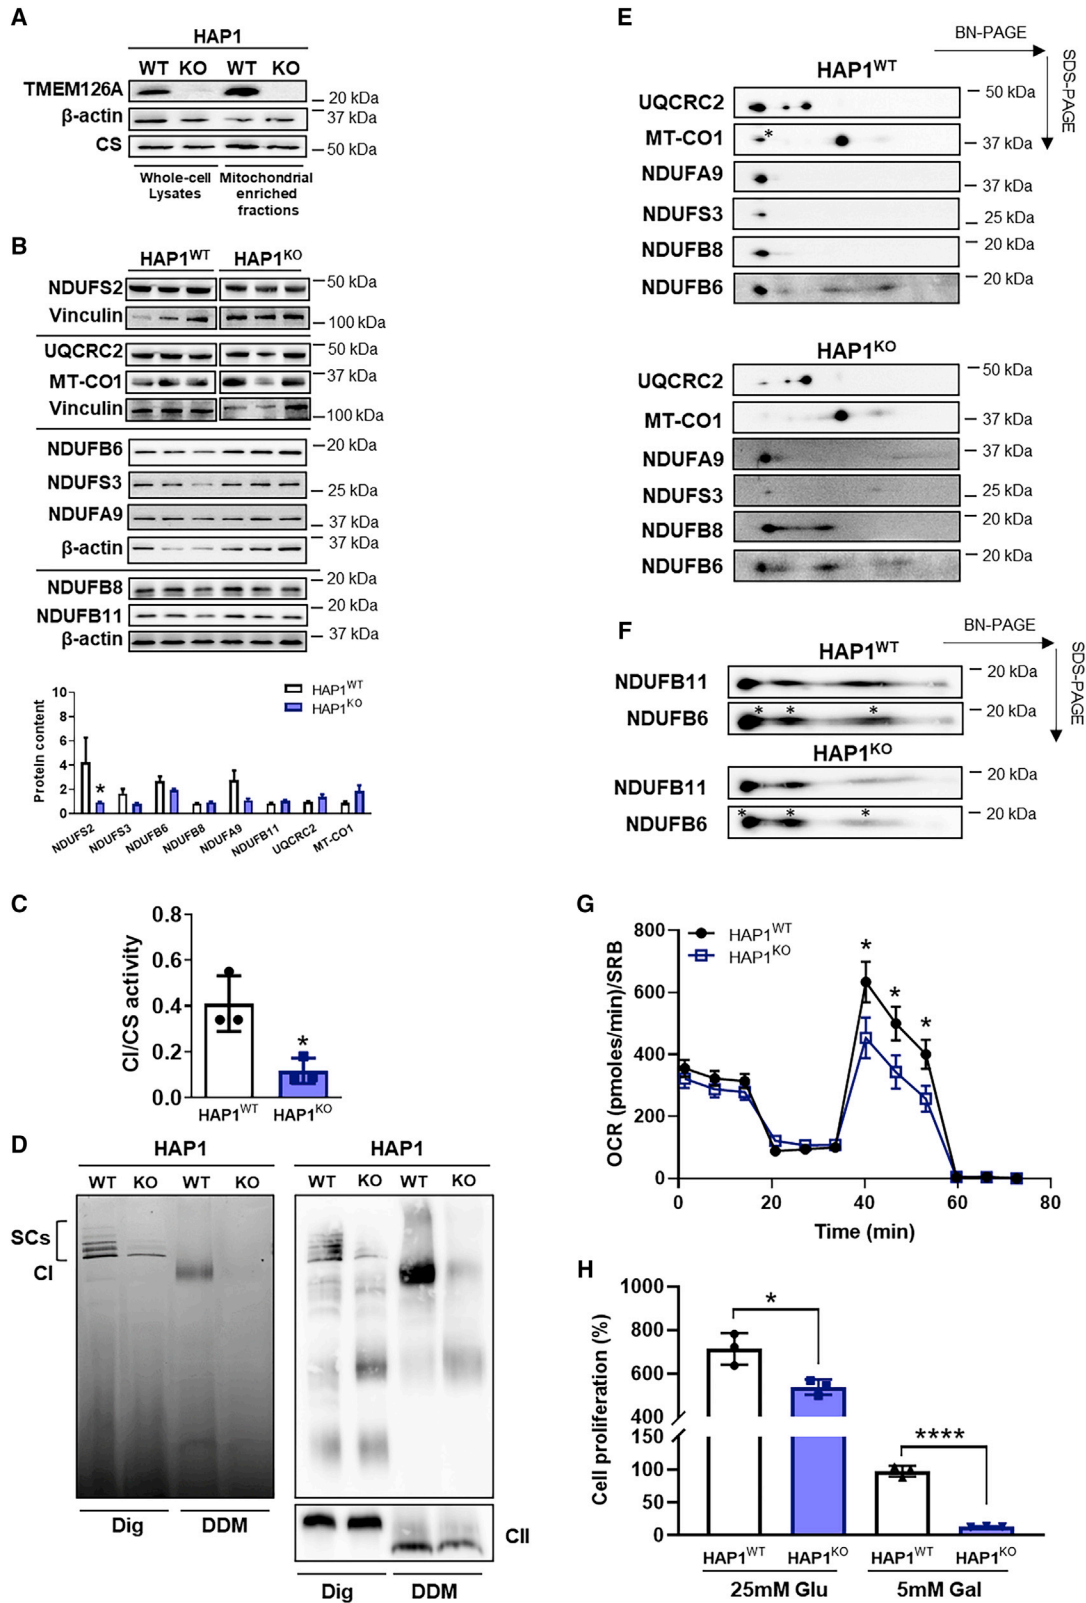 A
HAP1
WT KO WT KO
TMEM126A
20 kDa
β-actin
37 kDa
CS
50 kDa
Whole-cell Lysates
Mitochondrial enriched fractions
B
HAP1WT HAP1KO
NDUFS2
50 kDa
Vinculin
100 kDa
UQCRC2
50 kDa
MT-CO1
37 kDa
Vinculin
100 kDa
NDUFB6
20 kDa
NDUFS3
25 kDa
NDUFA9
37 kDa
β-actin
37 kDa
NDUFB8
20 kDa
NDUFB11
20 kDa
β-actin
37 kDa
Protein content
10
8
6
4
2
0
HAP1WT
HAP1KO
*
NDUFS2 NDUFS3 NDUFB6 NDUFB8 NDUFA9 NDUFB11 UQCRC2 MT-CO1
C
CI/CS activity
0.8
0.6
0.4
0.2
0.0
*
HAP1WT HAP1KO
D
HAP1 HAP1
WT KO WT KO WT KO WT KO
SCs
CI
CII
Dig DDM
Dig DDM
E
BN-PAGE
SDS-PAGE
HAP1WT
UQCRC2
50 kDa
MT-CO1 *
37 kDa
NDUFA9
37 kDa
NDUFS3
25 kDa
NDUFB8
20 kDa
NDUFB6
20 kDa
HAP1KO
UQCRC2
50 kDa
MT-CO1
37 kDa
NDUFA9
37 kDa
NDUFS3
25 kDa
NDUFB8
20 kDa
NDUFB6
20 kDa
F
BN-PAGE
SDS-PAGE
HAP1WT
NDUFB11
20 kDa
NDUFB6 * * *
20 kDa
HAP1KO
NDUFB11
20 kDa
NDUFB6 * * *
20 kDa
G
OCR (pmoles/min)/SRB
800
600
400
200
0
HAP1WT
HAP1KO
* * *
0 20 40 60 80
Time (min)
H
Cell proliferation (%)
1000
800
600
400
150
100
50
0
*
****
HAP1WT HAP1KO HAP1WT HAP1KO
25mM Glu 5mM Gal